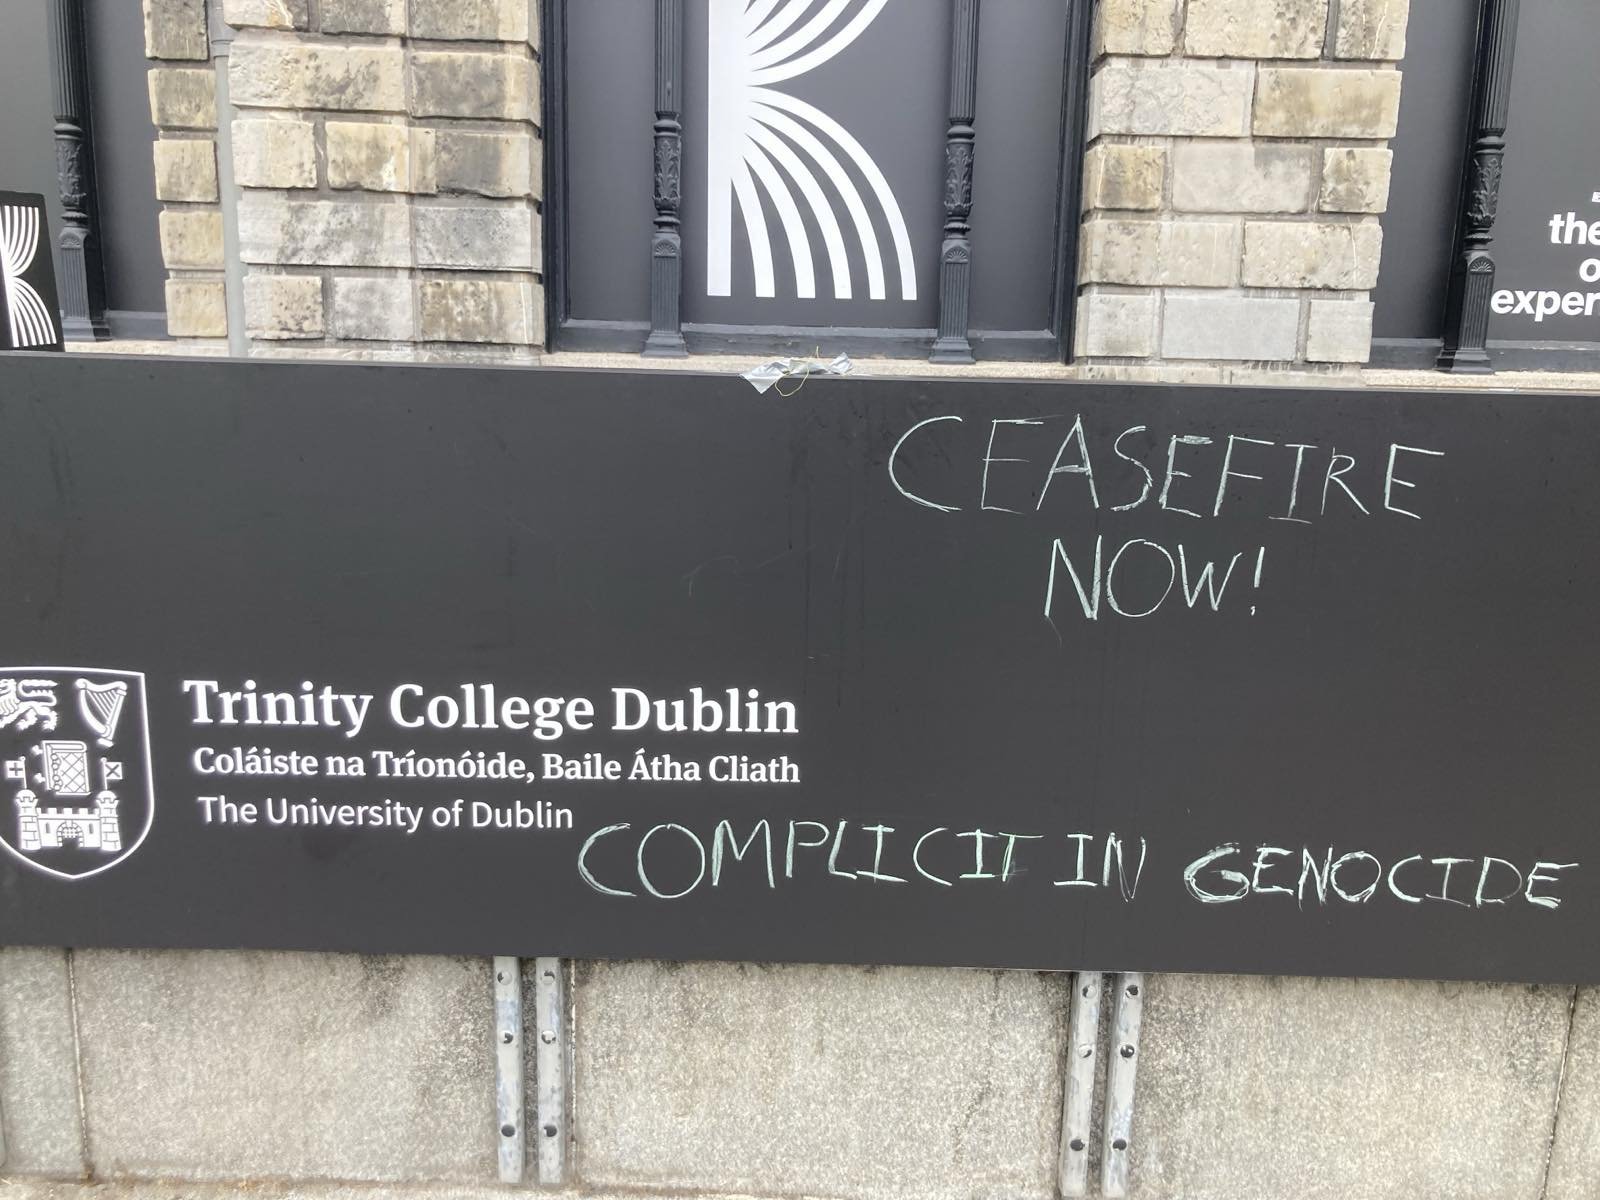 the
exper
CEASEFIRE
NOW!
Trinity College Dublin
Coláiste na Tríonóide, Baile Átha Cliath
The University of Dublin
COMPLICIT IN GENOCIDE